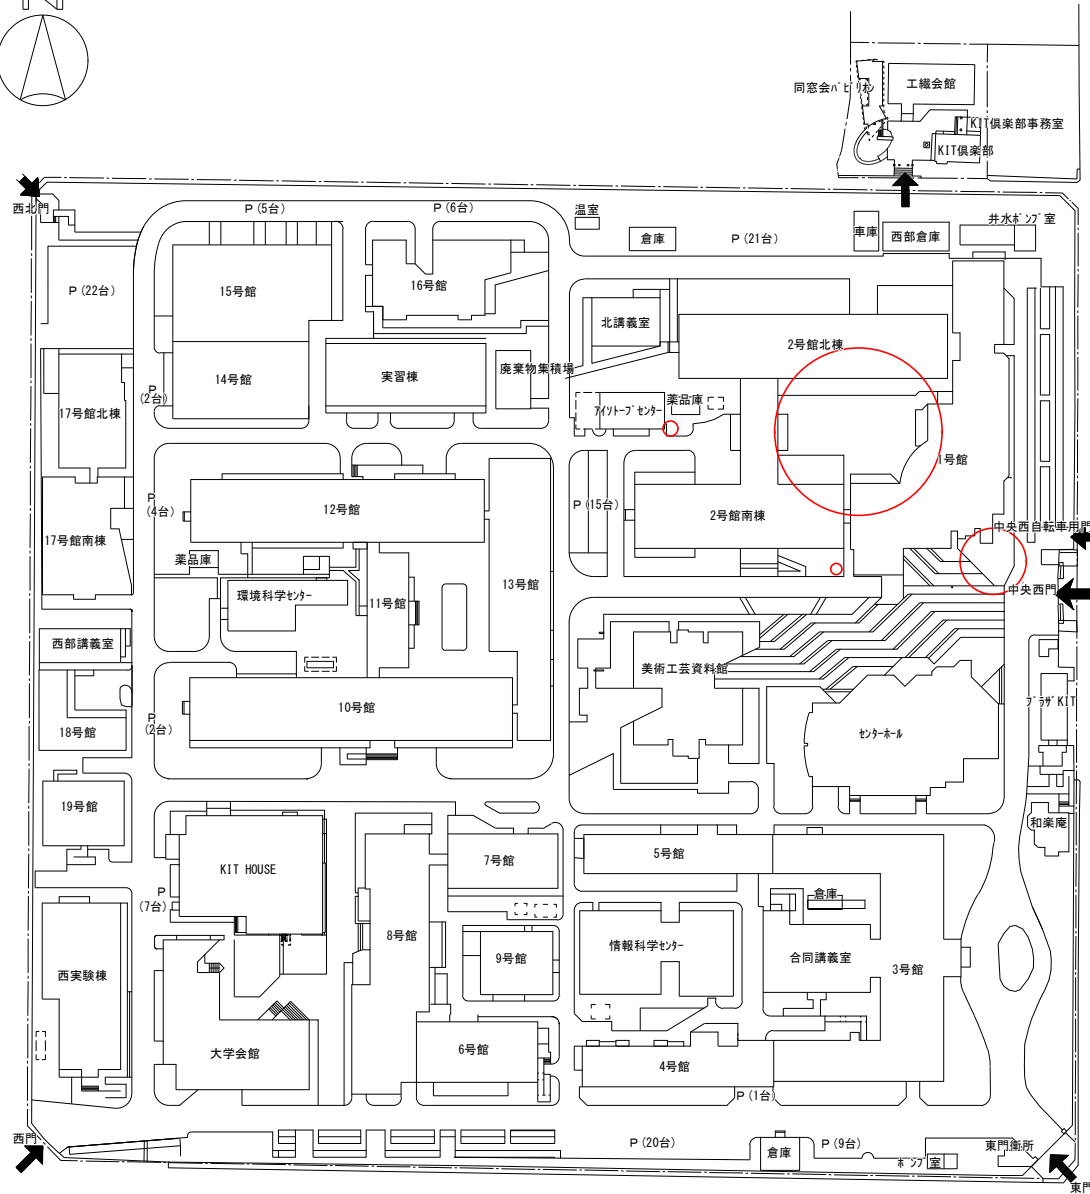 N
同窓会パビリオン
工繊会館
KIT倶楽部事務室
KIT倶楽部
西北門
P (5台)
P (6台)
温室
倉庫
P (21台)
車庫
西部倉庫
井水ポンプ室
P (22台)
15号館
16号館
北講義室
2号館北棟
14号館
実習棟
廃棄物集積場
P
(2台)
17号館北棟
アイソトープセンター
薬品庫
1号館
P
(4台)
12号館
P (15台)
2号館南棟
中央西自転車用門
17号館南棟
薬品庫
13号館
環境科学センター
11号館
中央西門
西部講義室
美術工芸資料館
10号館
P
(2台)
18号館
センターホール
プラザKIT
19号館
和楽庵
KIT HOUSE
7号館
5号館
P
(7台)
倉庫
8号館
9号館
情報科学センター
合同講義室
3号館
西実験棟
大学会館
6号館
4号館
P (1台)
西門
P (20台)
倉庫
P (9台)
ポンプ室
東門衛所
東門